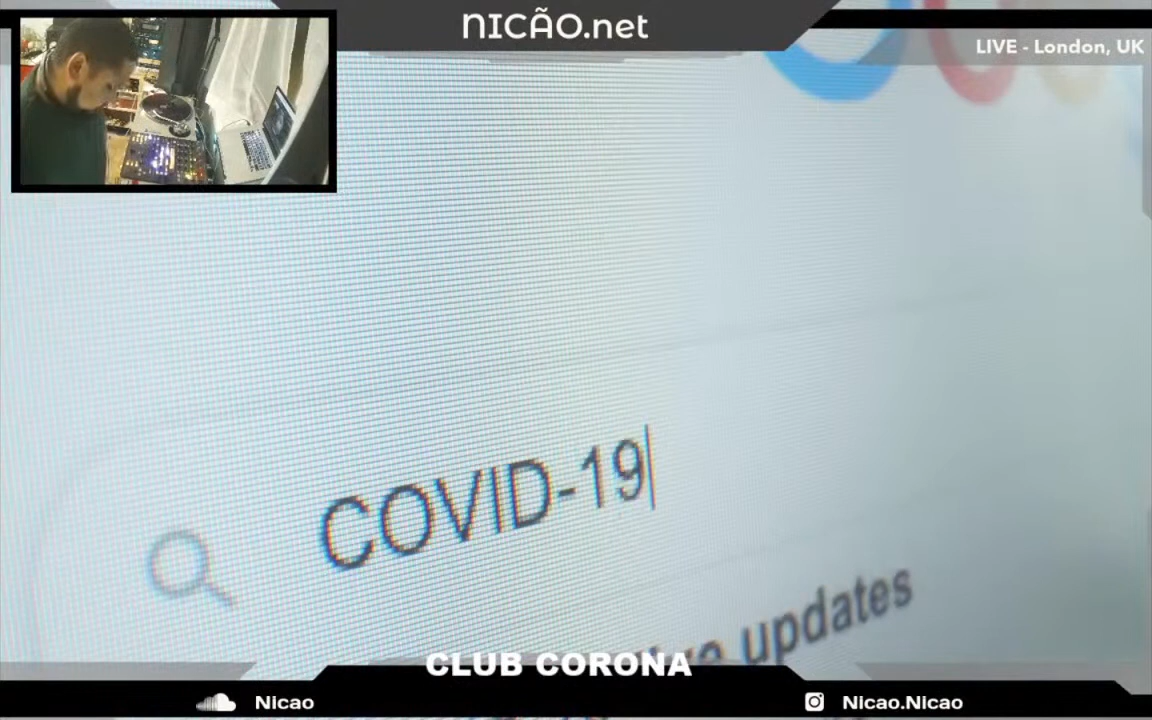 NICÃO.net
LIVE - London, UK
COVID-19
updates
CLUB CORONA
Nicao
Nicao.Nicao